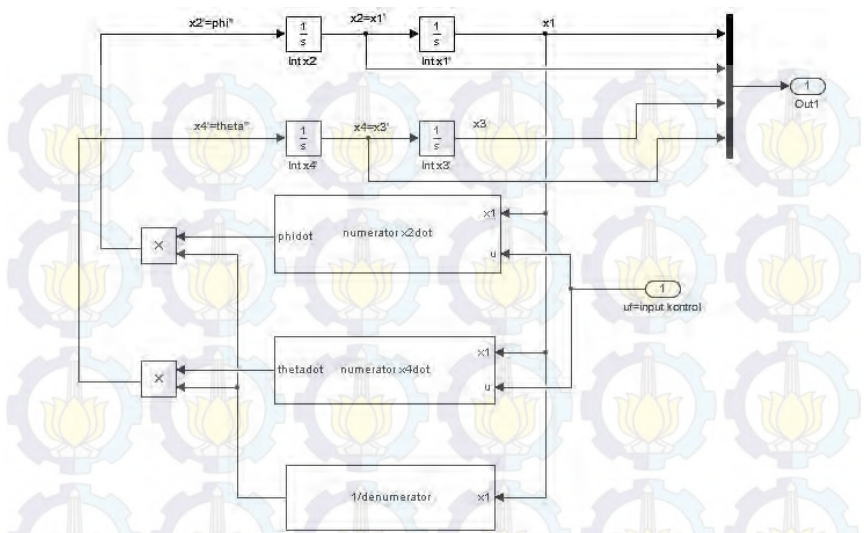 x2'=phi"
x2=x1'
x1
1
s
Int x2
1
s
Int x1'
1
Out1
x4'=theta"
x4=x3'
x3
1
s
Int x4'
1
s
Int x3'
phidot
numerator x2dot
x1
u
×
1
uf=input kontrol
thetadot
numerator x4dot
x1
u
×
1/denumerator
x1